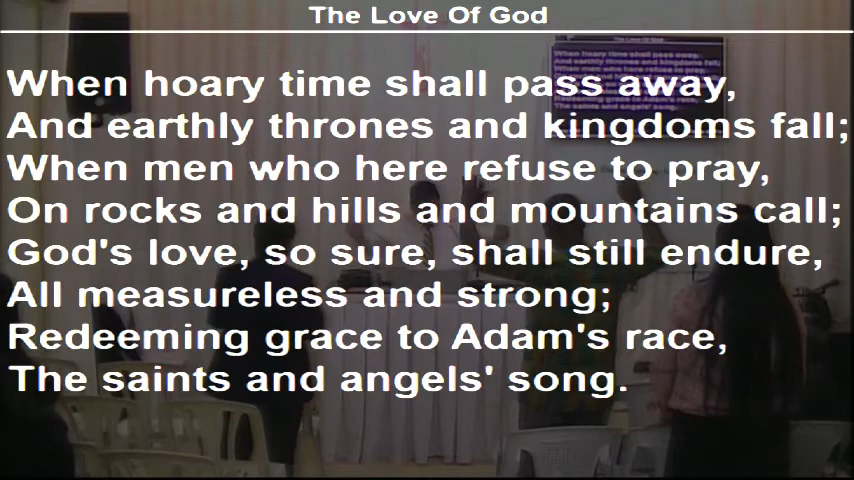 The Love Of God
When hoary time shall pass away,
And earthly thrones and kingdoms fall;
When men who here refuse to pray,
On rocks and hills and mountains call;
God's love, so sure, shall still endure,
All measureless and strong;
Redeeming grace to Adam's race,
The saints and angels' song.